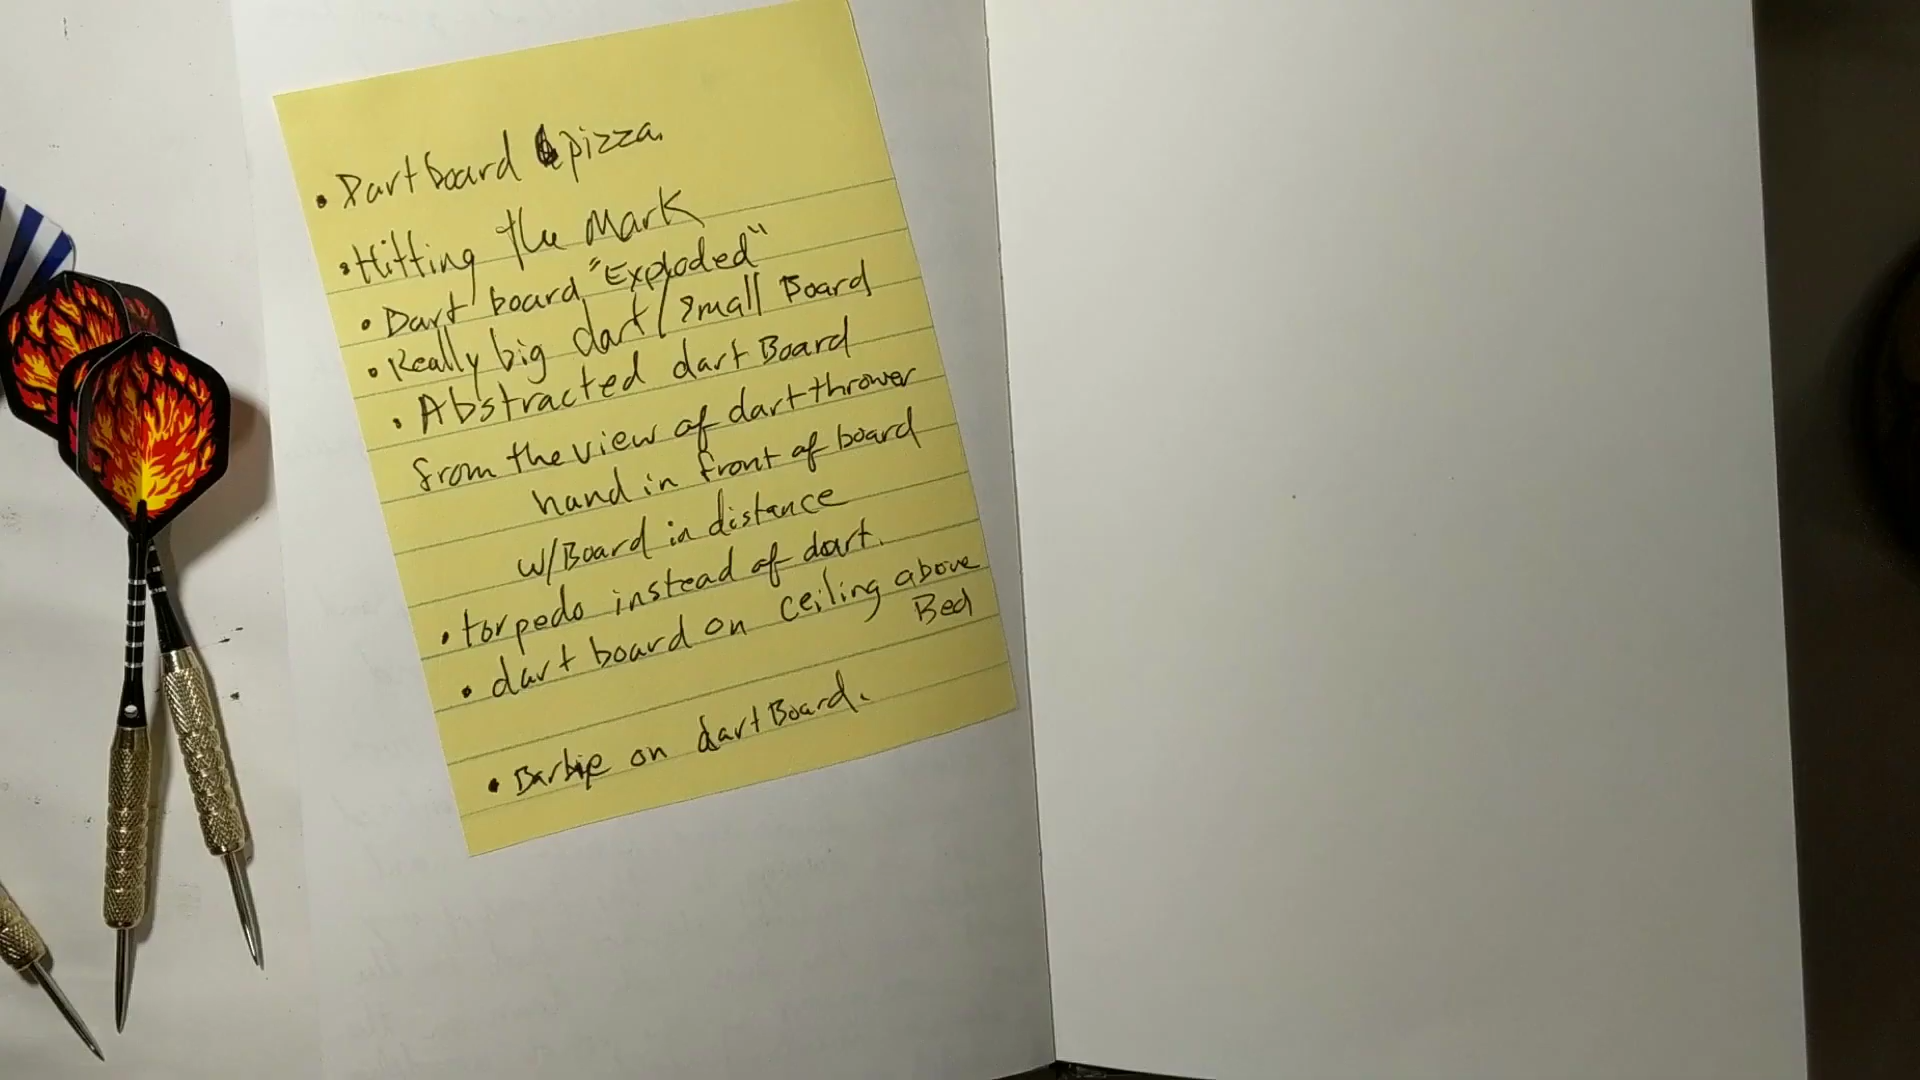 • Dartboard pizza.
• Hitting the Mark
• Dart board "Exploded"
• Really big dart/small Board
• Abstracted dart Board
from the view of dart thrower
hand in front of board
w/Board in distance
• torpedo instead of dart.
• dart board on ceiling above
Bed
• Barbie on dart Board.